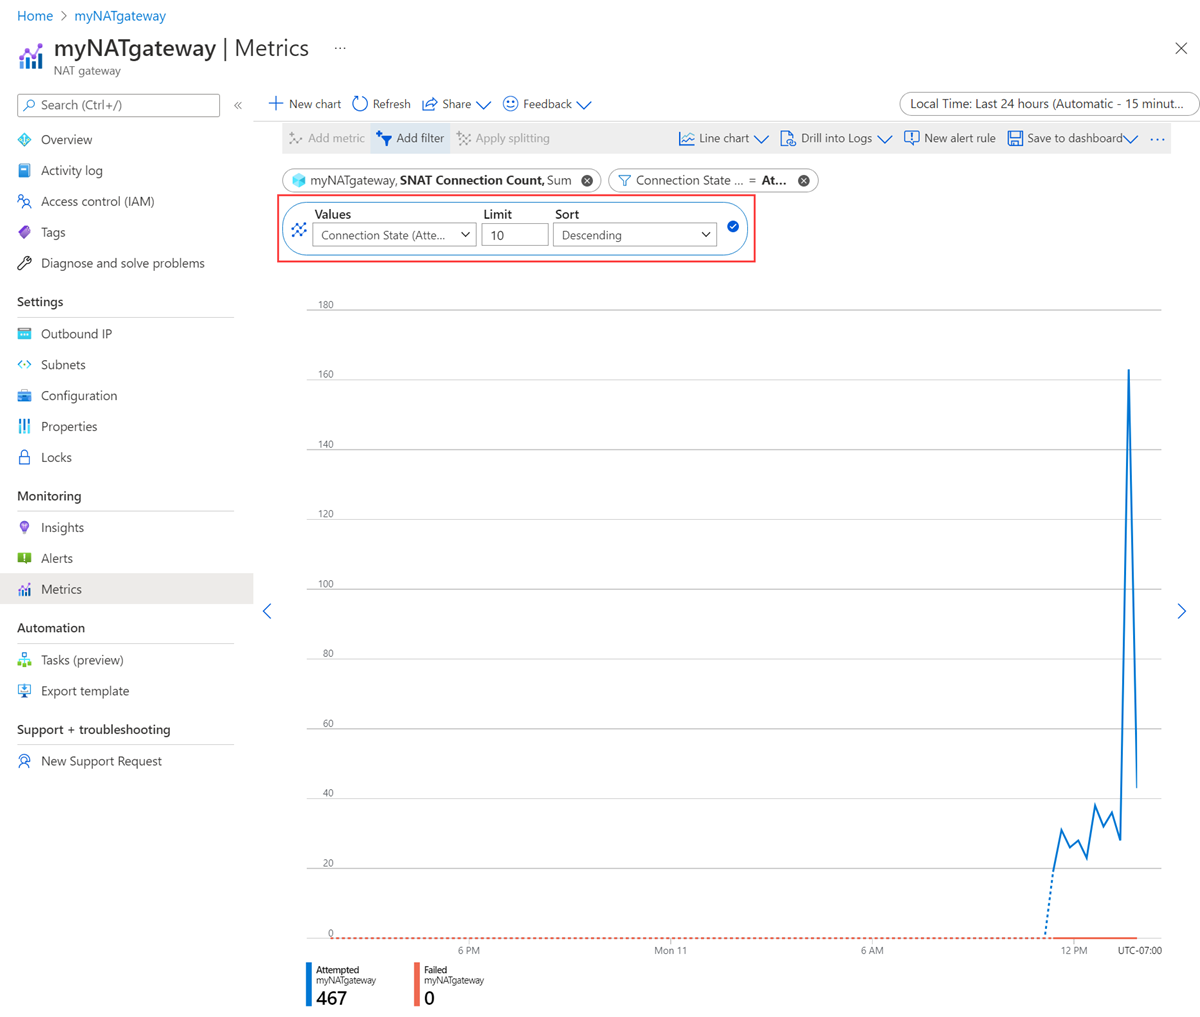 Home > myNATgateway
myNATgateway | Metrics ...
NAT gateway
Search (Ctrl+/)
«
New chart
Refresh
Share
Feedback
Local Time: Last 24 hours (Automatic - 15 minut...
Add metric
Add filter
Apply splitting
Line chart
Drill into Logs
New alert rule
Save to dashboard
...
myNATgateway, SNAT Connection Count, Sum
Connection State ... = At...
Values
Limit
Sort
Connection State (Atte...
10
Descending
Overview
Activity log
Access control (IAM)
Tags
Diagnose and solve problems
Settings
Outbound IP
Subnets
Configuration
Properties
Locks
Monitoring
Insights
Alerts
Metrics
Automation
Tasks (preview)
Export template
Support + troubleshooting
New Support Request
180
160
140
120
100
80
60
40
20
0
6 PM
Mon 11
6 AM
12 PM
UTC-07:00
Attempted
myNATgateway
467
Failed
myNATgateway
0